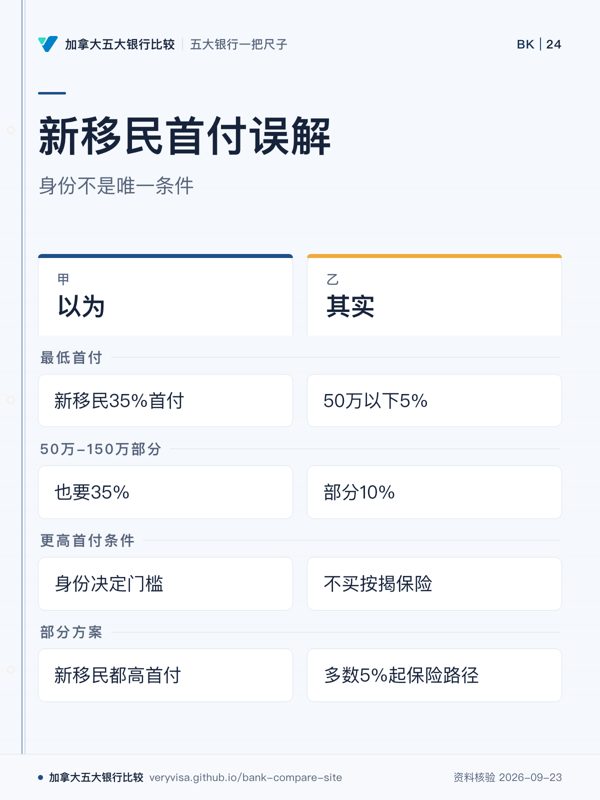 加拿大五大银行比较 | 五大银行一把尺子
BK | 24
新移民首付误解
身份不是唯一条件
甲
以为
乙
其实
最低首付
新移民35%首付
50万以下5%
50万–150万部分
也要35%
部分10%
更高首付条件
身份决定门槛
不买按揭保险
部分方案
新移民都高首付
多数5%起保险路径
加拿大五大银行比较 veryvisa.github.io/bank-compare-site
资料核验 2026-09-23